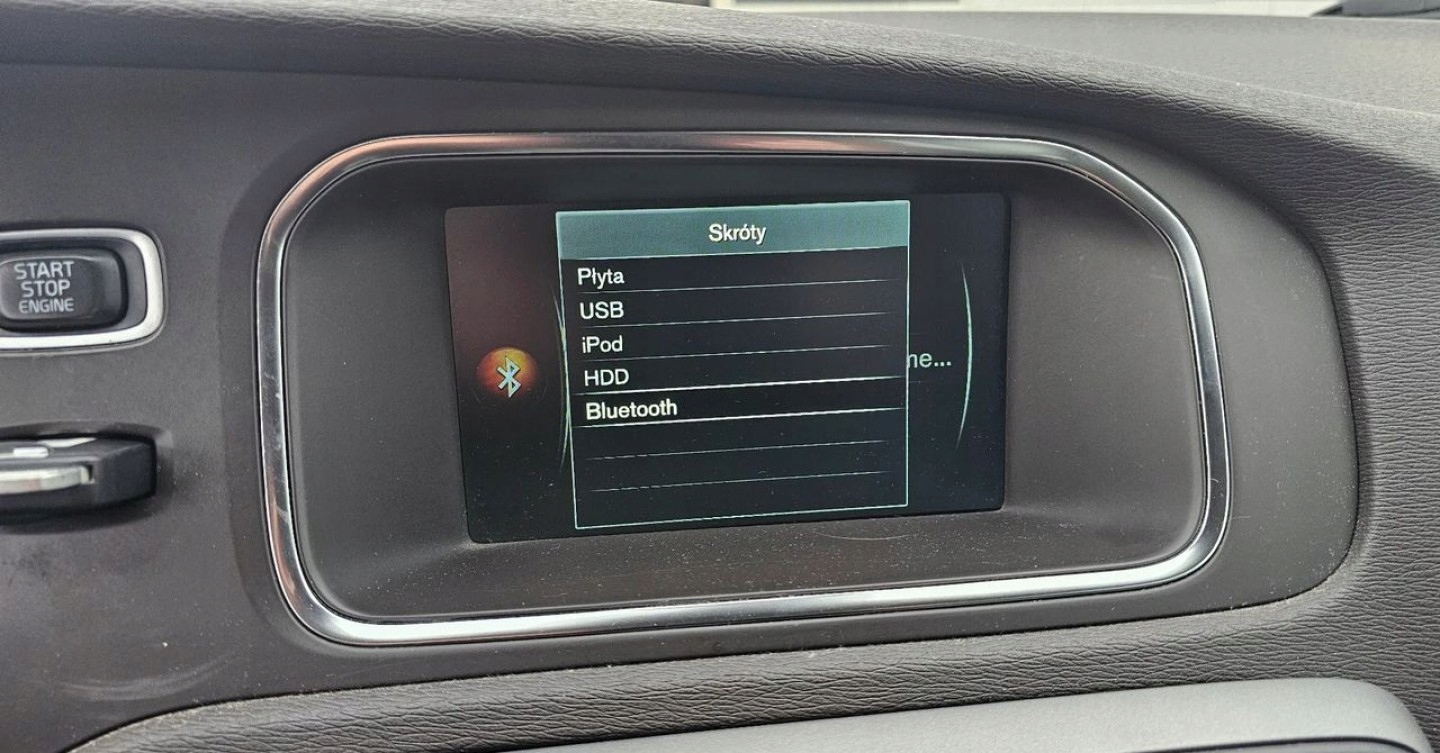 START
STOP
ENGINE
Skróty
Płyta
USB
iPod
HDD
Bluetooth